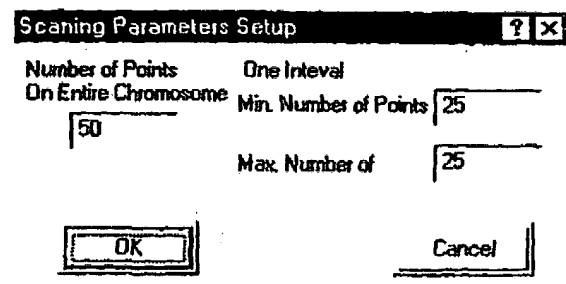 Scaning Parameters Setup ? ×
Number of Points
On Entire Chromosome
50
One Inteval
Min. Number of Points 25
Max. Number of 25
OK
Cancel